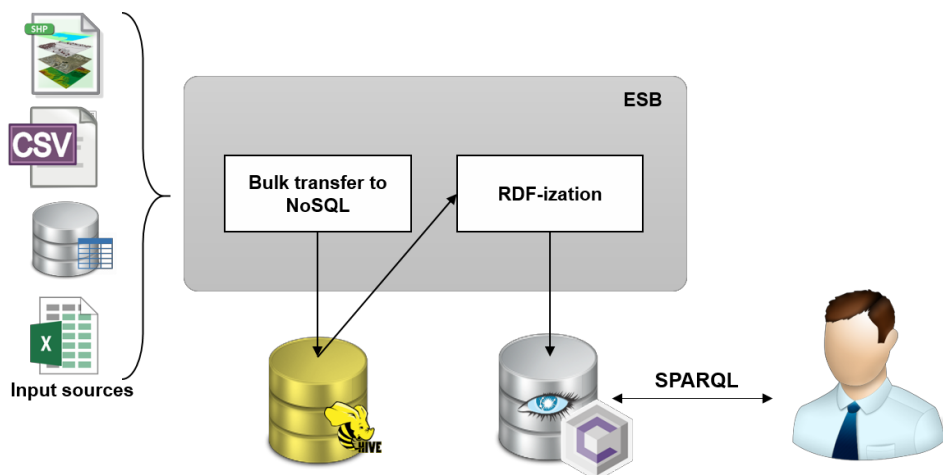 SHP
CSV
X
Input sources
ESB
Bulk transfer to
NoSQL
RDF-ization
HIVE
SPARQL